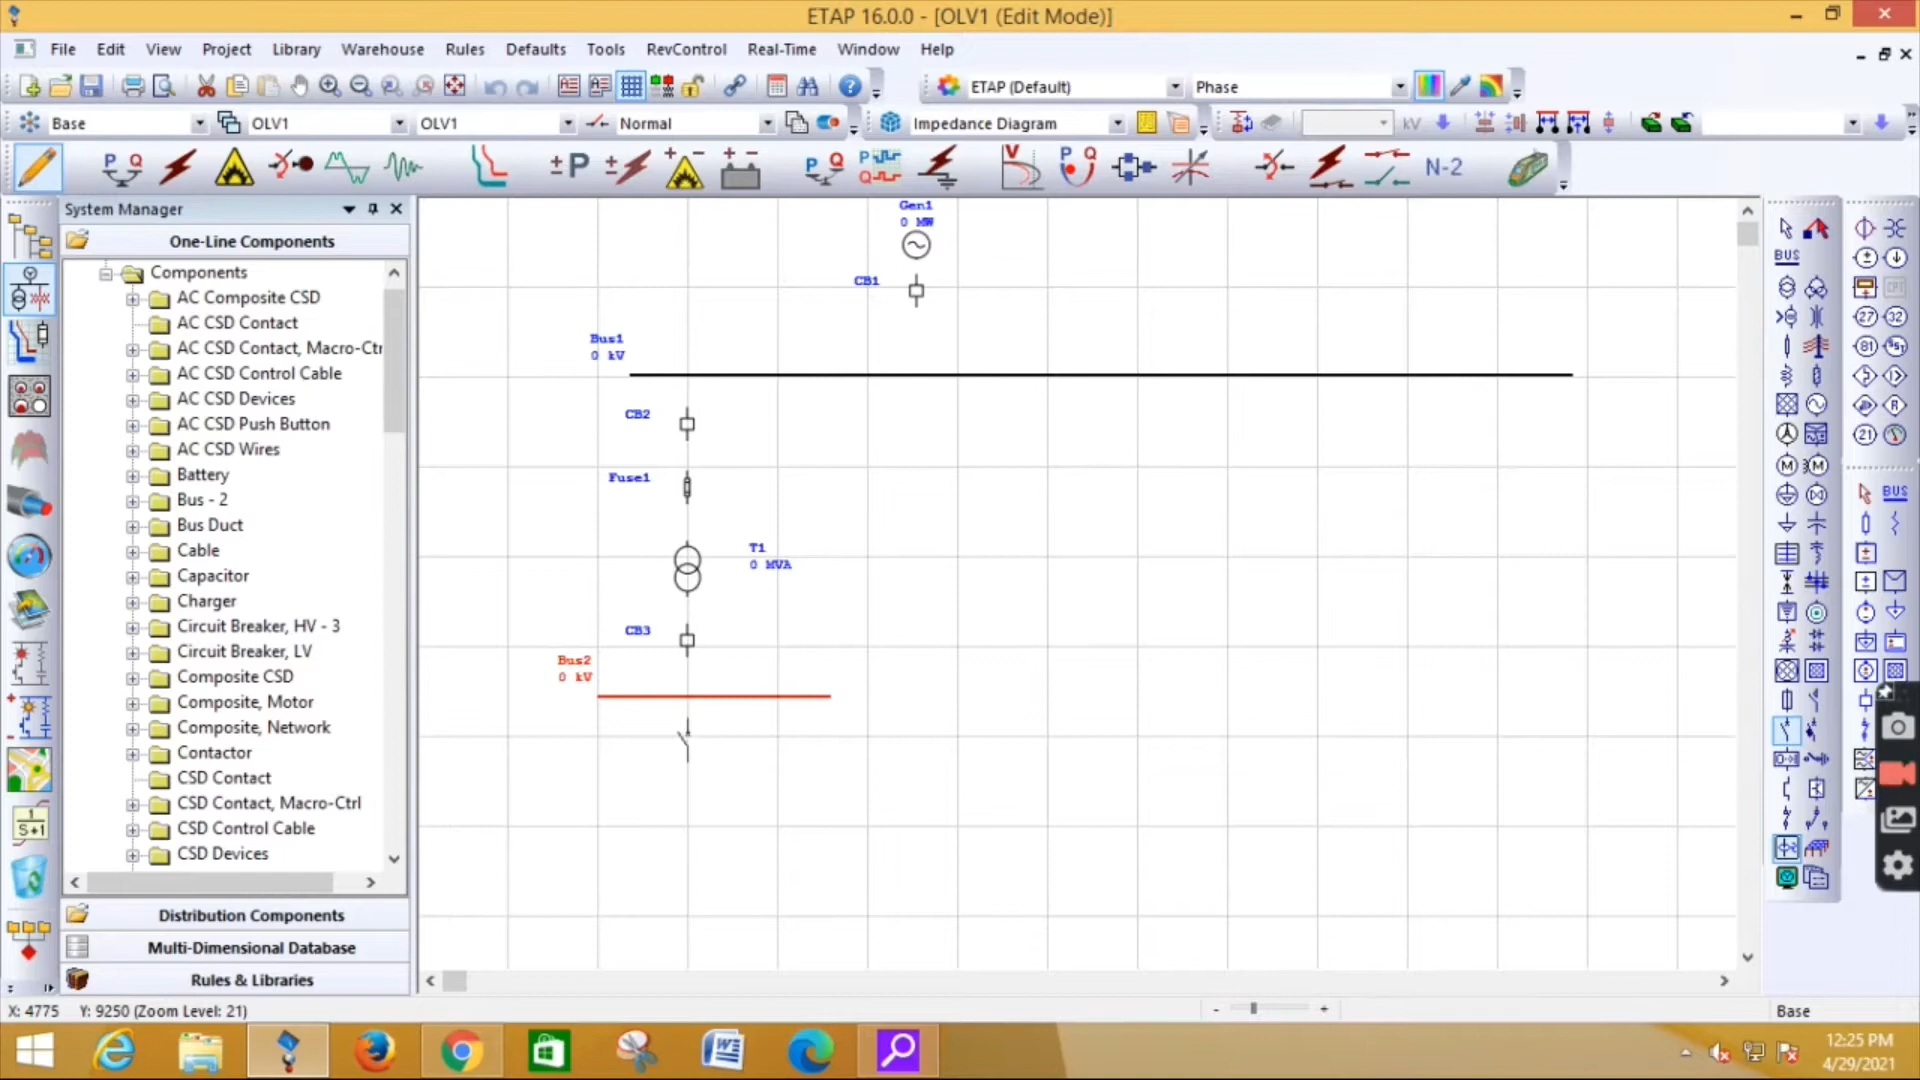 ETAP 16.0.0 - [OLV1 (Edit Mode)]
File Edit View Project Library Warehouse Rules Defaults Tools RevControl Real-Time Window Help
ETAP (Default) Phase
Base OLV1 OLV1 Normal Impedance Diagram kV
P Q ±P P Q P Q V P Q N-2
System Manager
One-Line Components
Components
AC Composite CSD
AC CSD Contact
AC CSD Contact, Macro-Ctr
AC CSD Control Cable
AC CSD Devices
AC CSD Push Button
AC CSD Wires
Battery
Bus - 2
Bus Duct
Cable
Capacitor
Charger
Circuit Breaker, HV - 3
Circuit Breaker, LV
Composite CSD
Composite, Motor
Composite, Network
Contactor
CSD Contact
CSD Contact, Macro-Ctrl
CSD Control Cable
CSD Devices
Distribution Components
Multi-Dimensional Database
Rules & Libraries
Gen1
0 MW
CB1
Bus1
0 kV
CB2
Fuse1
T1
0 MVA
CB3
Bus2
0 kV
BUS
27 32
81
R
21
M M
BUS
1
S+1
X: 4775 Y: 9250 (Zoom Level: 21)
- +
Base
12:25 PM
4/29/2021